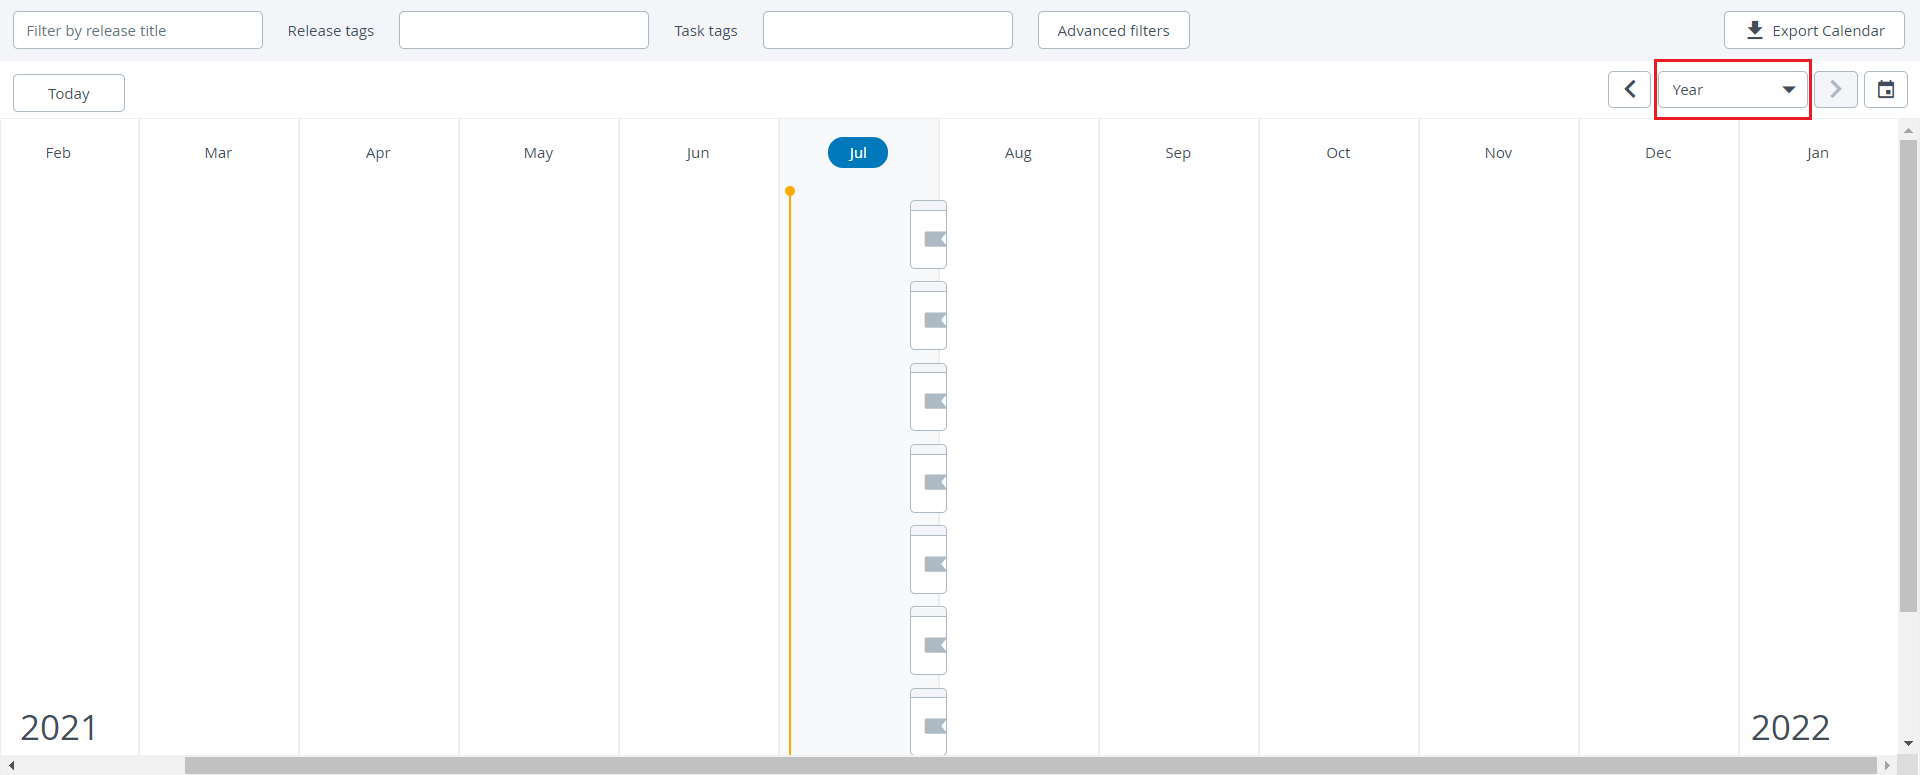 Filter by release title Release tags Task tags Advanced filters Export Calendar
Today Year
Feb Mar Apr May Jun Jul Aug Sep Oct Nov Dec Jan
2021 2022